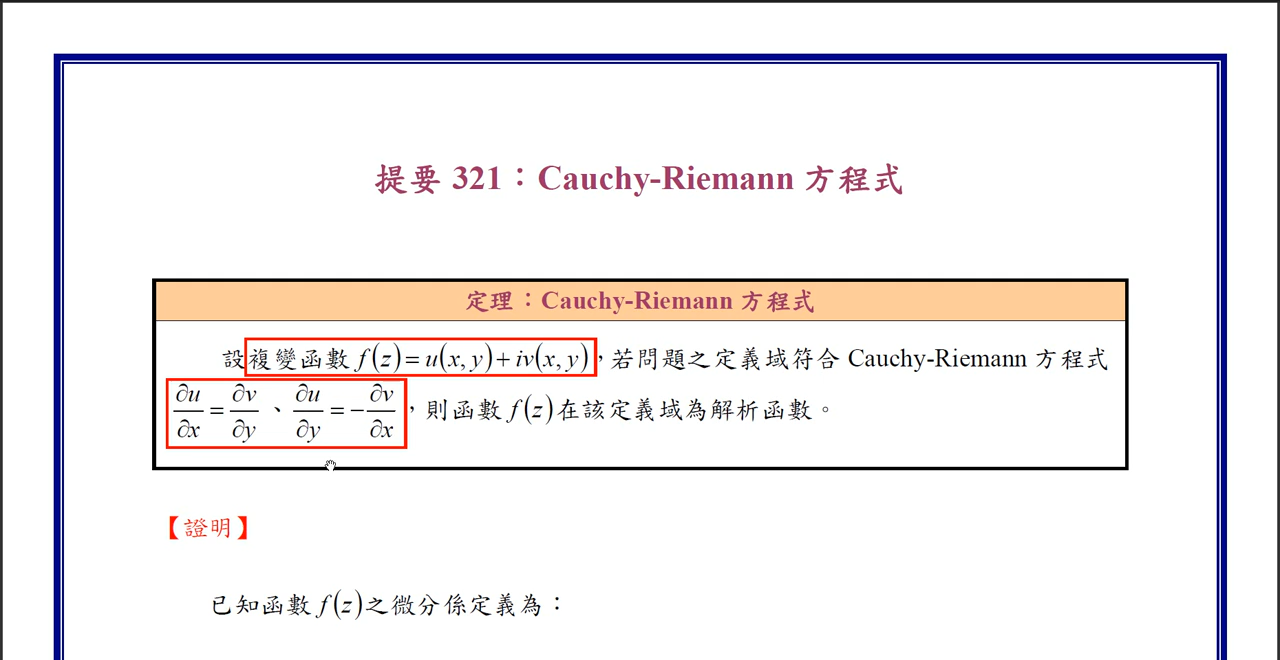 提要 321：Cauchy-Riemann 方程式
定理：Cauchy-Riemann 方程式
設複變函數 f(z)=u(x, y)+iv(x, y)，若問題之定義域符合 Cauchy-Riemann 方程式
∂u/∂x = ∂v/∂y 、 ∂u/∂y = −∂v/∂x，則函數 f(z)在該定義域為解析函數。
【證明】
已知函數 f(z)之微分係定義為：